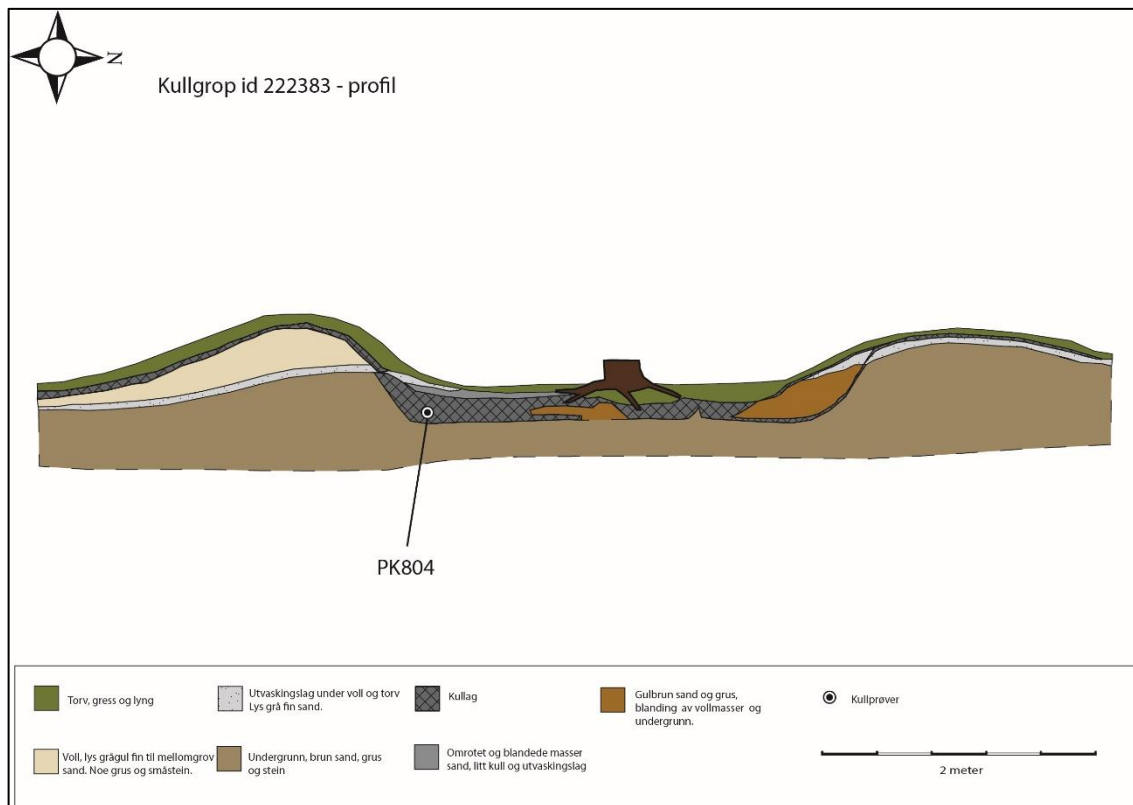 N
Kullgrop id 222383 - profil
PK804
Torv, gress og lyng
Utvaskingslag under voll og torv
Lys grå fin sand.
Kullag
Gulbrun sand og grus,
blanding av vollmasser og
undergrunn.
Kullprøver
Voll, lys grågul fin til mellomgrov
sand. Noe grus og småstein.
Undergrunn, brun sand, grus
og stein
Omrotet og blandede masser
sand, litt kull og utvaskingslag
2 meter